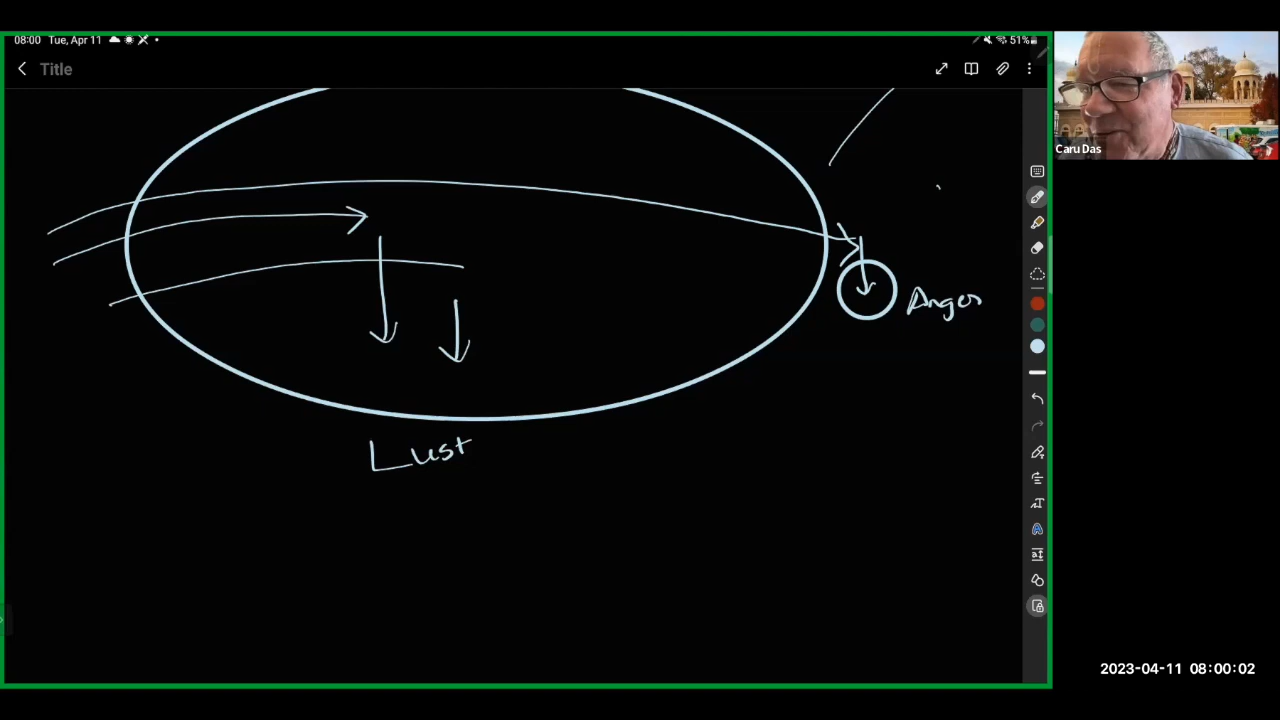 08:00 Tue, Apr 11
51%
Title
Caru Das
Anger
Lust
2023-04-11 08:00:02